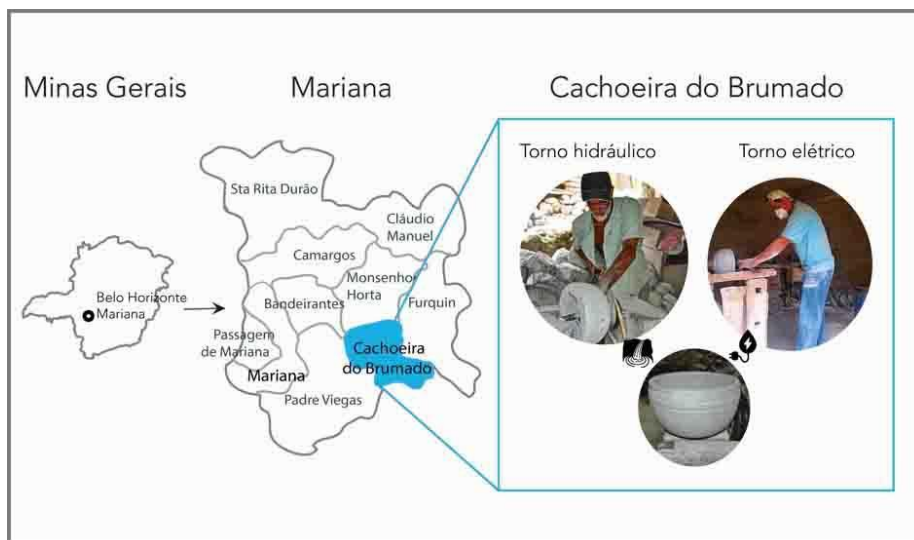 Minas Gerais
Mariana
Cachoeira do Brumado
Torno hidráulico
Torno elétrico
Sta Rita Durão
Cláudio
Manuel
Camargos
Monsenhor
Horta
Belo Horizonte
Mariana
Bandeirantes
Furquin
Passagem
de Mariana
Mariana
Cachoeira
do Brumado
Padre Viegas